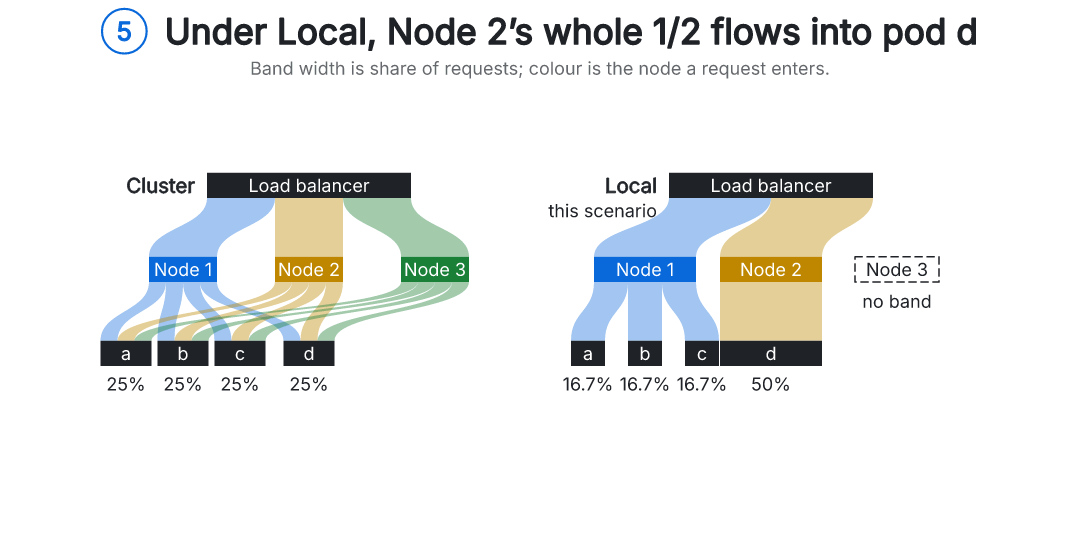 5
Under Local, Node 2’s whole 1/2 flows into pod d
Band width is share of requests; colour is the node a request enters.
Cluster
Load balancer
Node 1
Node 2
Node 3
a
b
c
d
25%
25%
25%
25%
Local
this scenario
Load balancer
Node 1
Node 2
Node 3
no band
a
b
c
d
16.7%
16.7%
16.7%
50%